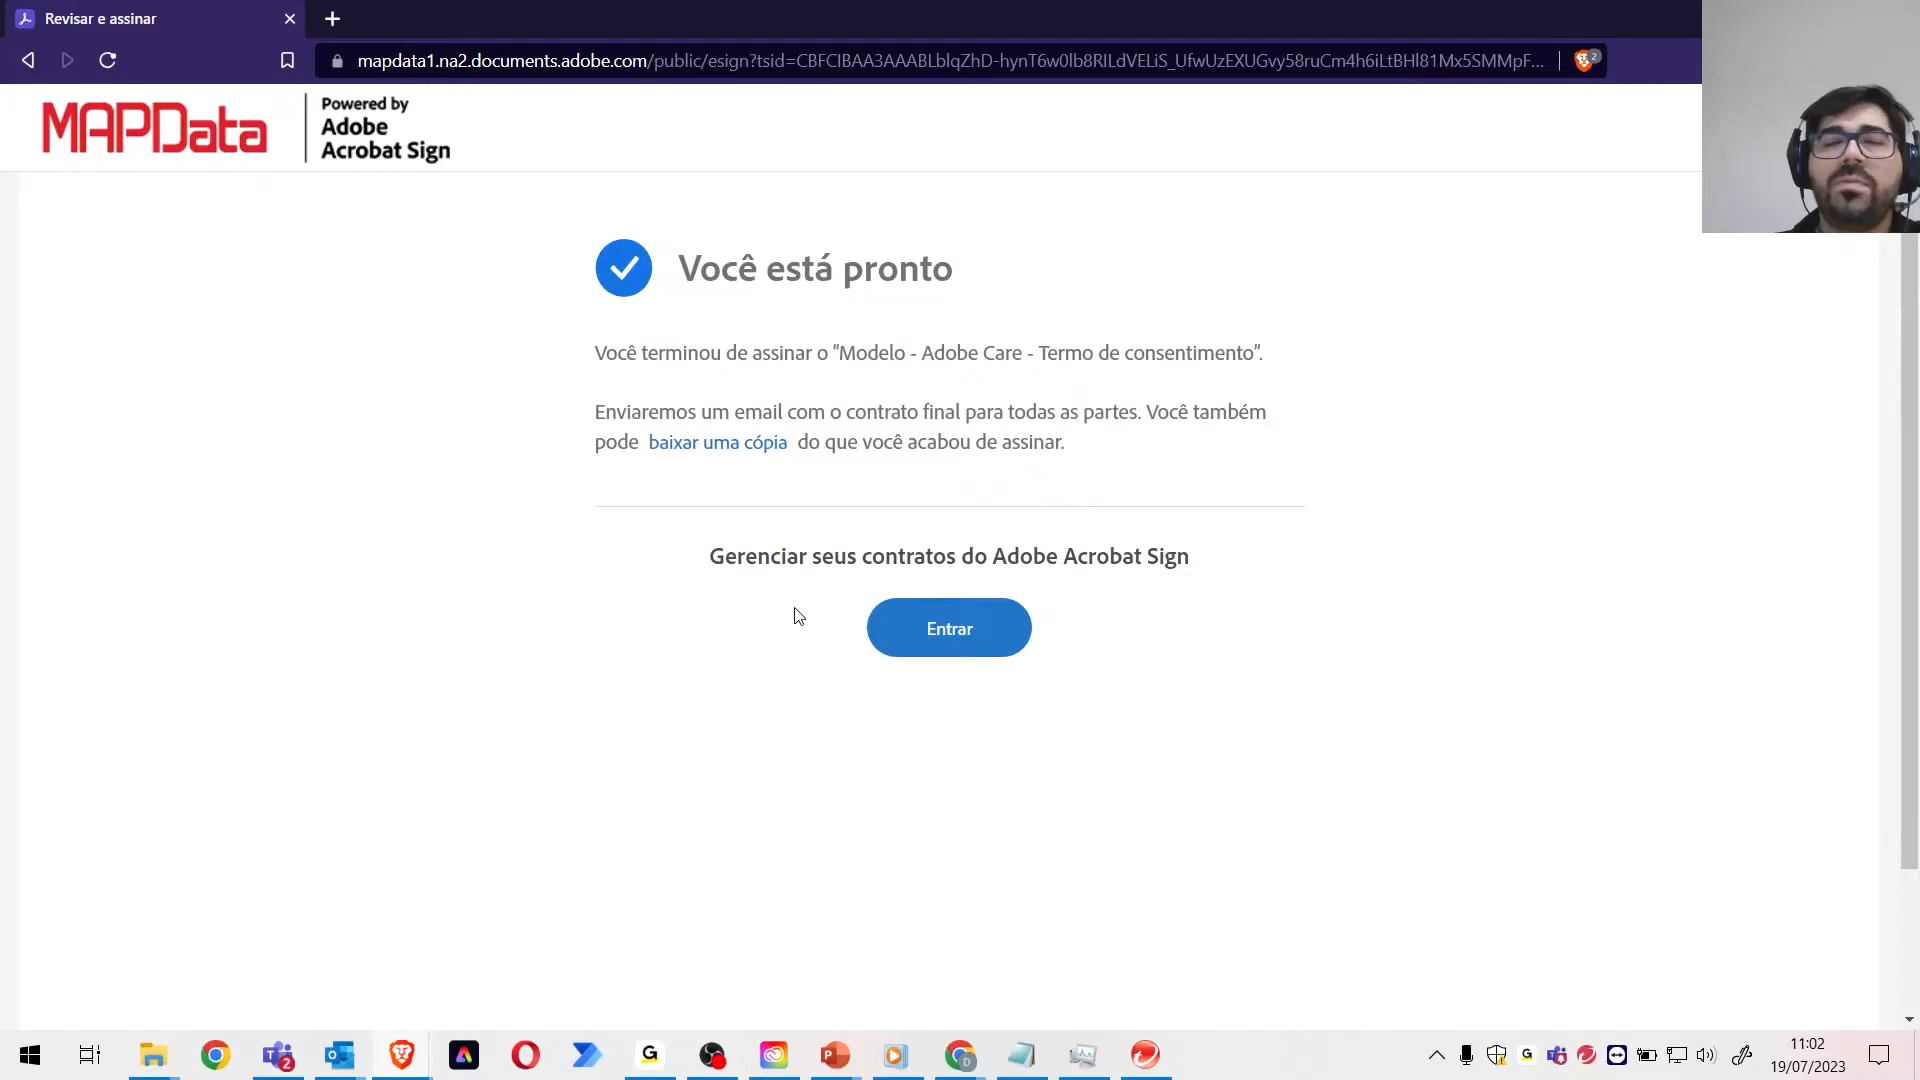 Revisar e assinar
mapdata1.na2.documents.adobe.com/public/esign?tsid=CBFCIBAA3AAABLblqZhD-hynT6w0lb8RILdVELiS_UfwUzEXUGvy58ruCm4h6iLtBHl81Mx5SMMpF...
2
MAPData
Powered by
Adobe
Acrobat Sign
Você está pronto
Você terminou de assinar o "Modelo - Adobe Care - Termo de consentimento".
Enviaremos um email com o contrato final para todas as partes. Você também
pode baixar uma cópia do que você acabou de assinar.
Gerenciar seus contratos do Adobe Acrobat Sign
Entrar
11:02
19/07/2023